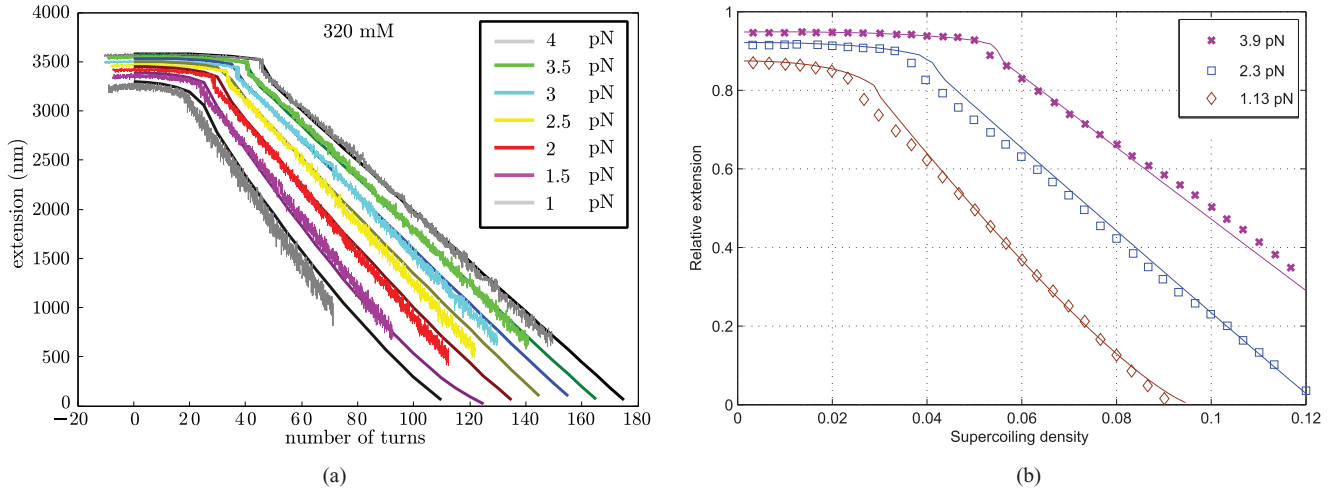 320 mM
4 pN
3.5 pN
3 pN
2.5 pN
2 pN
1.5 pN
1 pN
extension (nm)
4000
3500
3000
2500
2000
1500
1000
500
0
−20 0 20 40 60 80 100 120 140 160 180
number of turns
(a)
3.9 pN
2.3 pN
1.13 pN
Relative extension
1
0.8
0.6
0.4
0.2
0
0 0.02 0.04 0.06 0.08 0.1 0.12
Supercoiling density
(b)